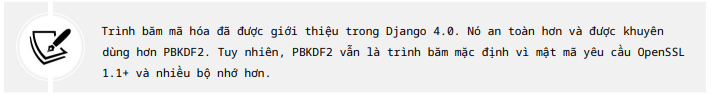 Trình băm mã hóa đã được giới thiệu trong Django 4.0. Nó an toàn hơn và được khuyên
dùng hơn PBKDF2. Tuy nhiên, PBKDF2 vẫn là trình băm mặc định vì mật mã yêu cầu OpenSSL
1.1+ và nhiều bộ nhớ hơn.